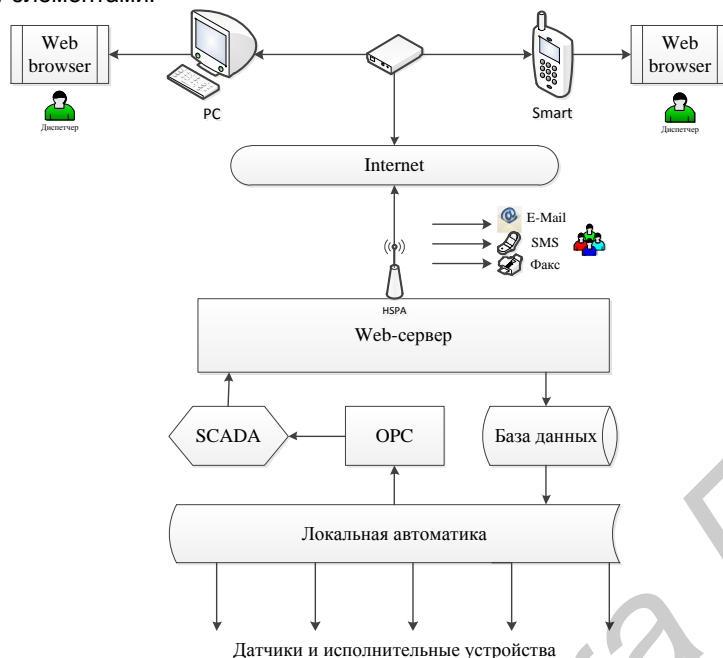 элементами.
Web
browser
Web
browser
Диспетчер
PC
Smart
Диспетчер
Internet
E-Mail
SMS
Факс
HSPA
Web-сервер
SCADA
OPC
База данных
Локальная автоматика
Датчики и исполнительные устройства